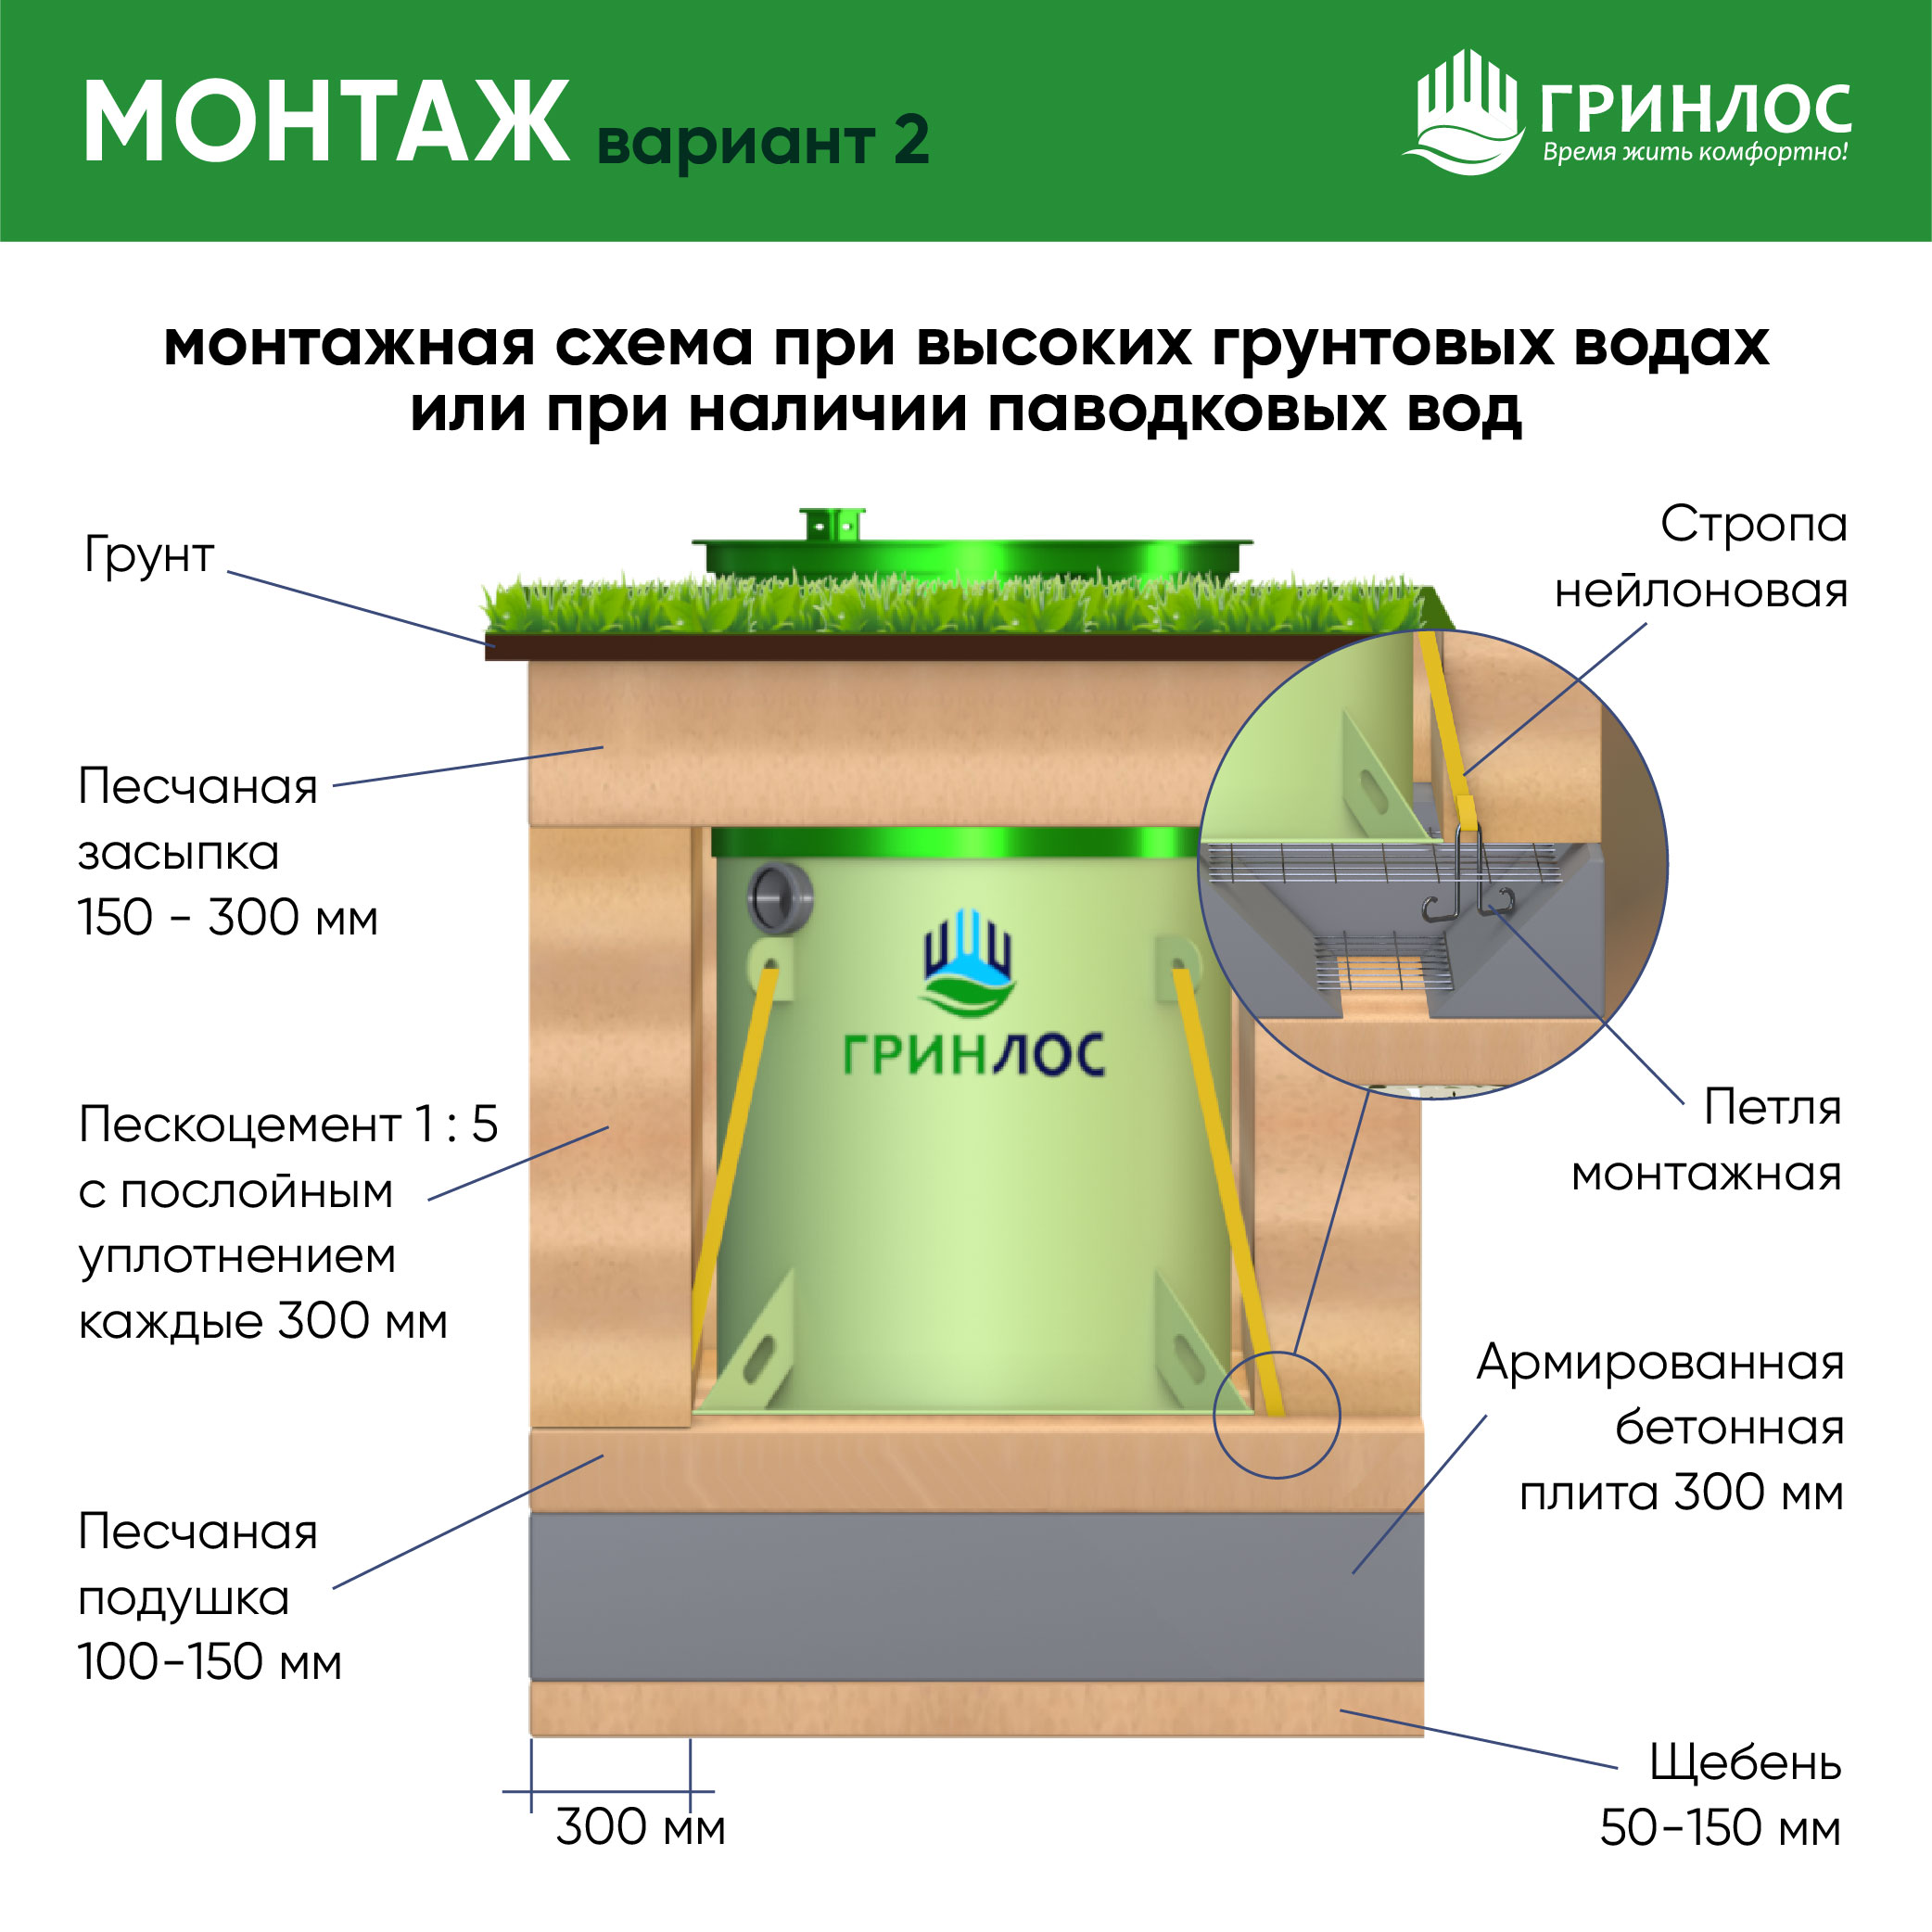 МОНТАЖ вариант 2
ГРИНЛОС
Время жить комфортно!
монтажная схема при высоких грунтовых водах
или при наличии паводковых вод
Грунт
Песчаная
засыпка
150 - 300 мм
Пескоцемент 1 : 5
с послойным
уплотнением
каждые 300 мм
Песчаная
подушка
100-150 мм
300 мм
ГРИНЛОС
Стропа
нейлоновая
Петля
монтажная
Армированная
бетонная
плита 300 мм
Щебень
50-150 мм